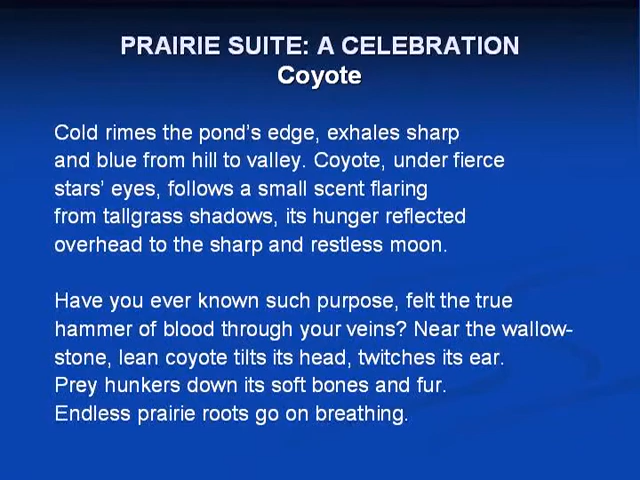 PRAIRIE SUITE: A CELEBRATION
Coyote
Cold rimes the pond's edge, exhales sharp
and blue from hill to valley. Coyote, under fierce
stars' eyes, follows a small scent flaring
from tallgrass shadows, its hunger reflected
overhead to the sharp and restless moon.
Have you ever known such purpose, felt the true
hammer of blood through your veins? Near the wallow-
stone, lean coyote tilts its head, twitches its ear.
Prey hunkers down its soft bones and fur.
Endless prairie roots go on breathing.